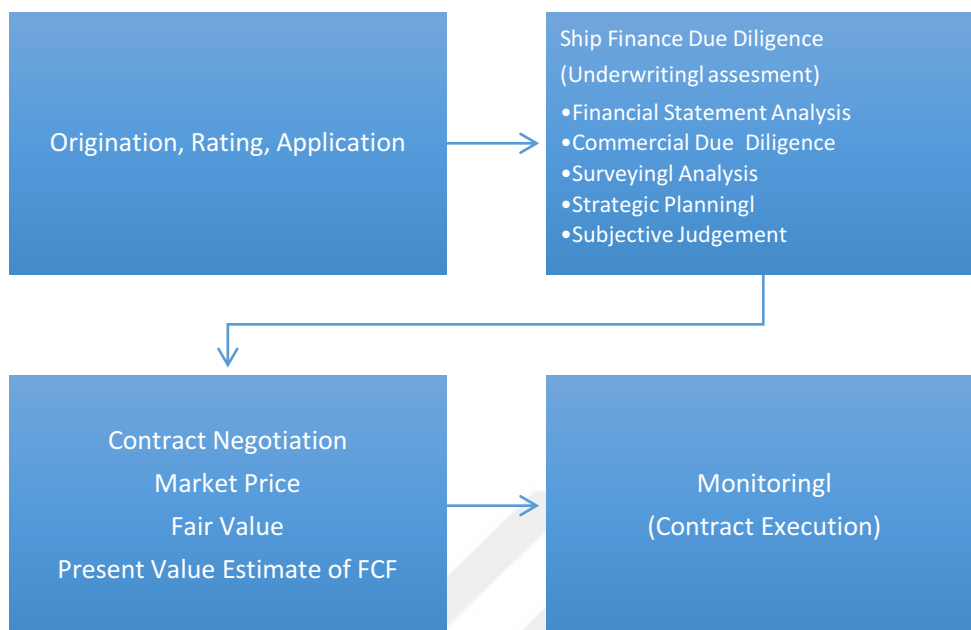 Origination, Rating, Application
Ship Finance Due Diligence
(Underwritingl assesment)
•Financial Statement Analysis
•Commercial Due Diligence
•Surveyingl Analysis
•Strategic Planningl
•Subjective Judgement
Contract Negotiation
Market Price
Fair Value
Present Value Estimate of FCF
Monitoringl
(Contract Execution)